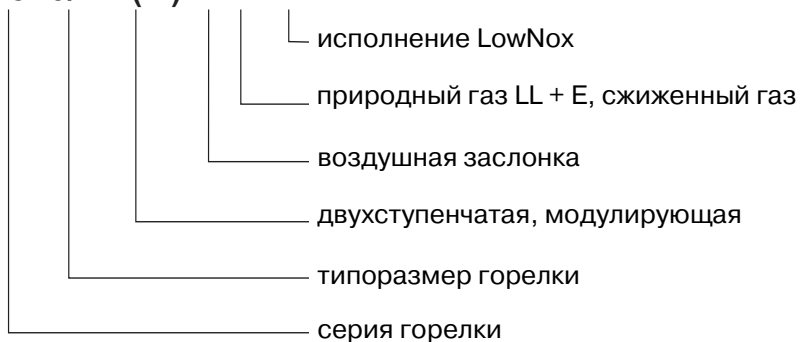 исполнение LowNox
природный газ LL + E, сжиженный газ
воздушная заслонка
двухступенчатая, модулирующая
типоразмер горелки
серия горелки